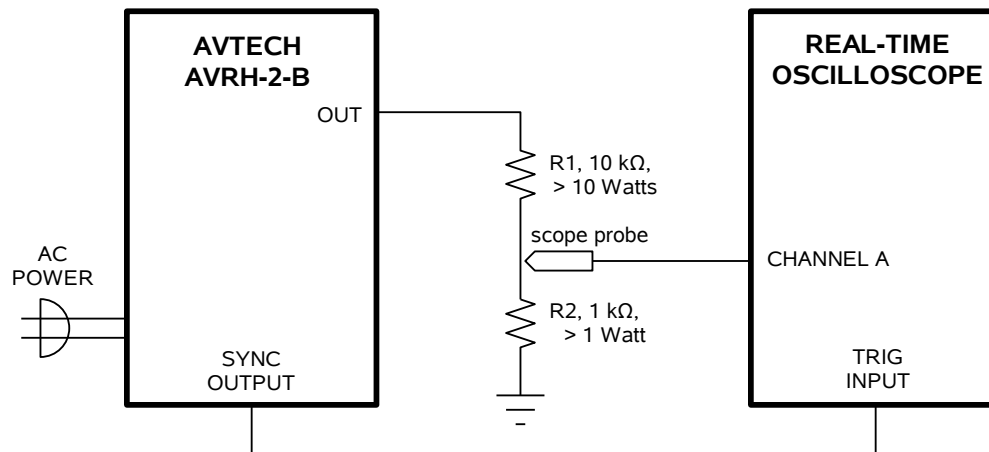 AVTECH
AVRH-2-B
OUT
REAL-TIME
OSCILLOSCOPE
R1, 10 kΩ,
> 10 Watts
scope probe
CHANNEL A
AC
POWER
R2, 1 kΩ,
> 1 Watt
SYNC
OUTPUT
TRIG
INPUT